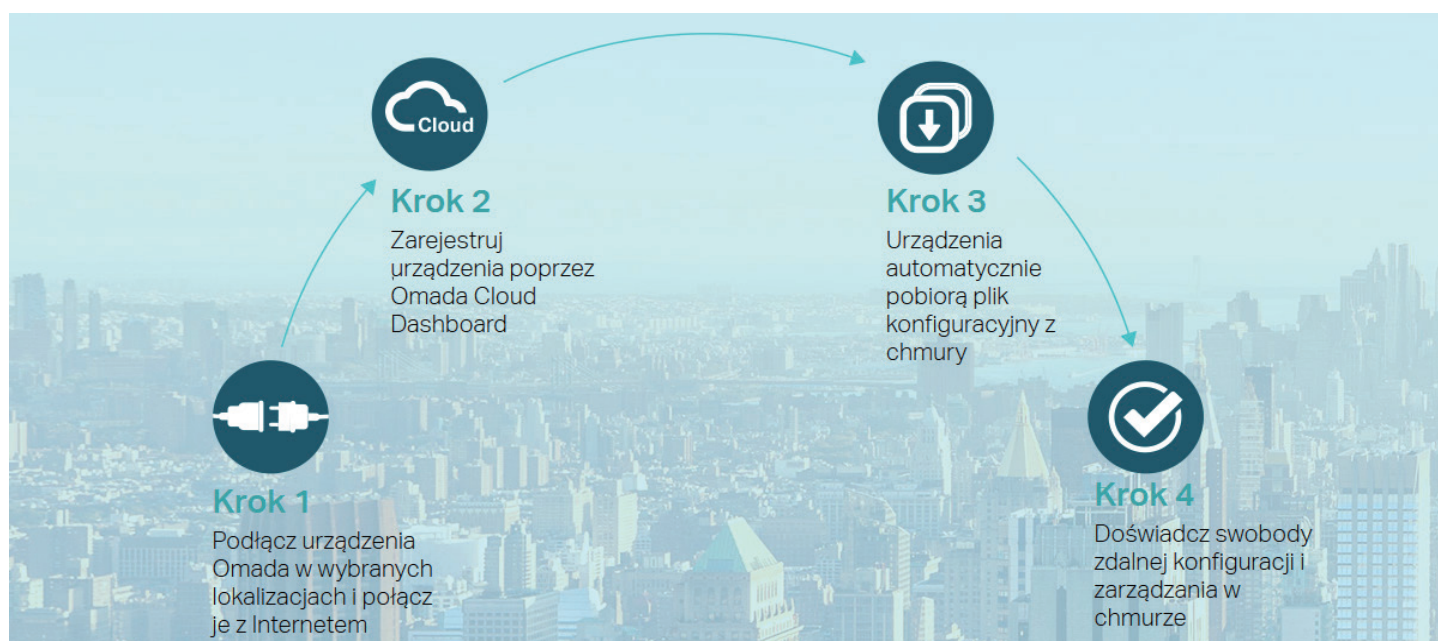 Krok 1
Podłącz urządzenia
Omada w wybranych
lokalizacjach i połącz
je z Internetem
Cloud
Krok 2
Zarejestruj
urządzenia poprzez
Omada Cloud
Dashboard
Krok 3
Urządzenia
automatycznie
pobiorą plik
konfiguracyjny z
chmury
Krok 4
Doświadcz swobody
zdalnej konfiguracji i
zarządzania w
chmurze